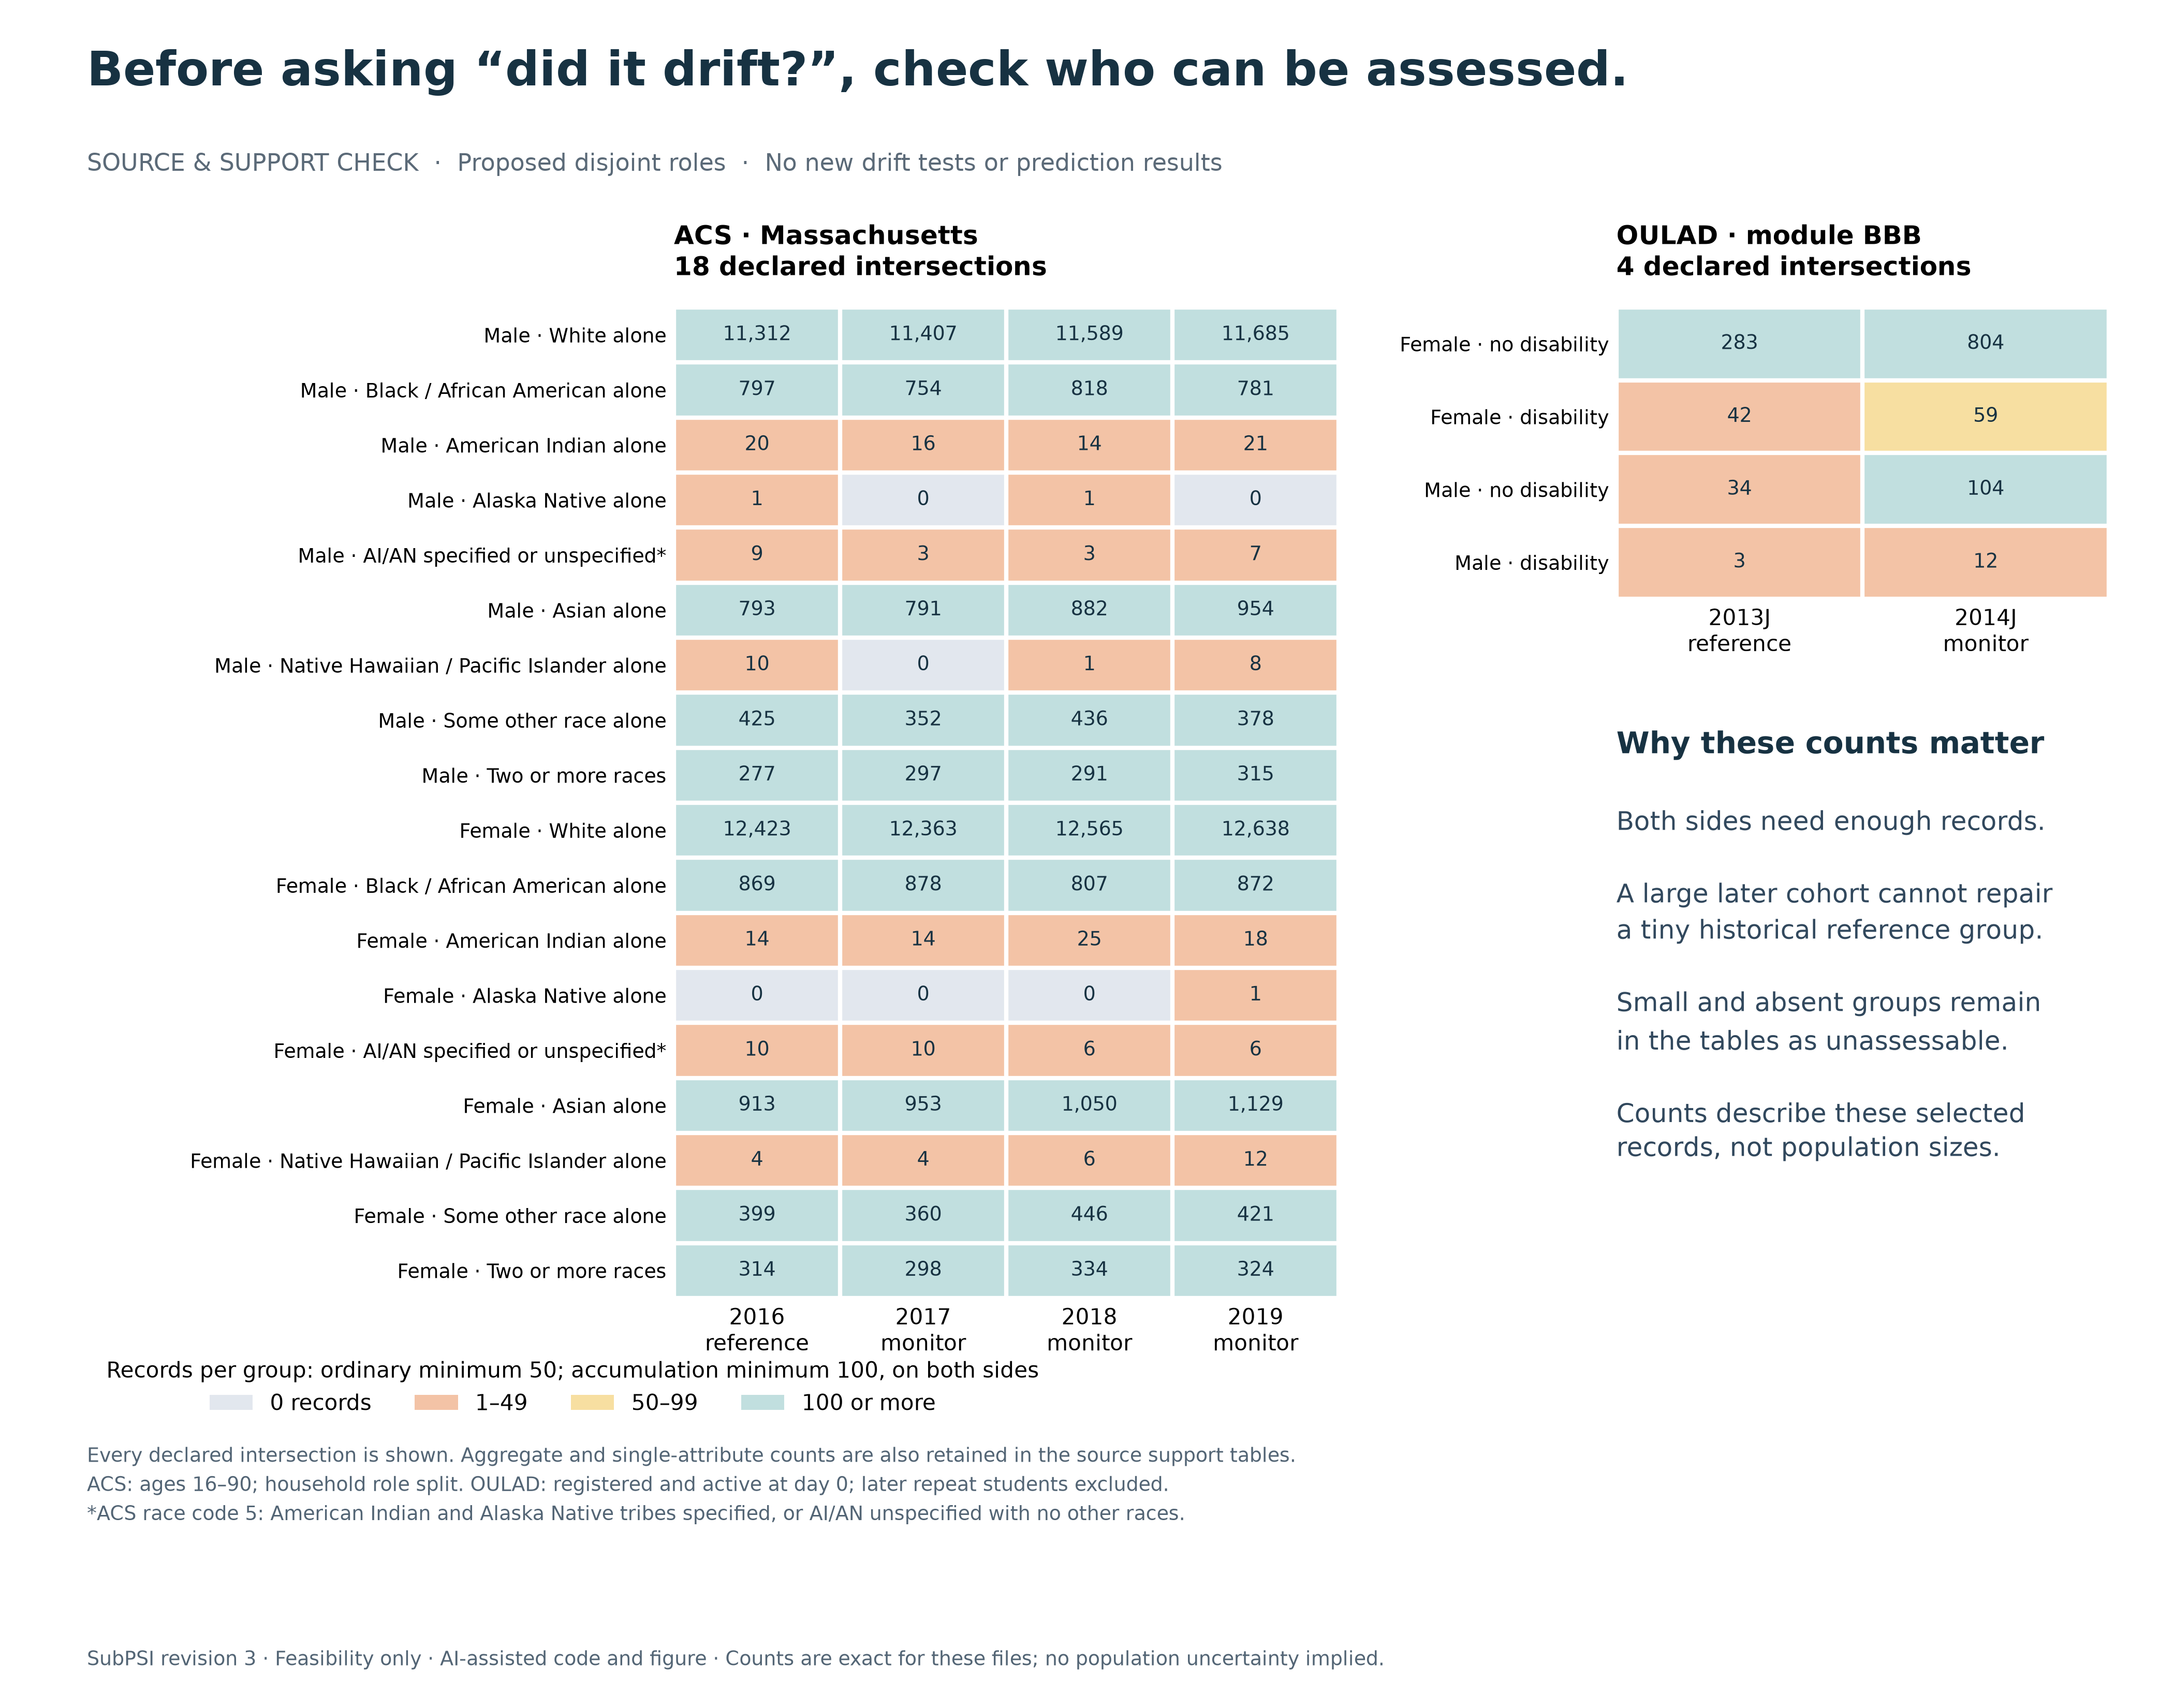 Before asking “did it drift?”, check who can be assessed.
SOURCE & SUPPORT CHECK · Proposed disjoint roles · No new drift tests or prediction results
ACS · Massachusetts
18 declared intersections
Male · White alone 11,312 11,407 11,589 11,685
Male · Black / African American alone 797 754 818 781
Male · American Indian alone 20 16 14 21
Male · Alaska Native alone 1 0 1 0
Male · AI/AN specified or unspecified* 9 3 3 7
Male · Asian alone 793 791 882 954
Male · Native Hawaiian / Pacific Islander alone 10 0 1 8
Male · Some other race alone 425 352 436 378
Male · Two or more races 277 297 291 315
Female · White alone 12,423 12,363 12,565 12,638
Female · Black / African American alone 869 878 807 872
Female · American Indian alone 14 14 25 18
Female · Alaska Native alone 0 0 0 1
Female · AI/AN specified or unspecified* 10 10 6 6
Female · Asian alone 913 953 1,050 1,129
Female · Native Hawaiian / Pacific Islander alone 4 4 6 12
Female · Some other race alone 399 360 446 421
Female · Two or more races 314 298 334 324
2016 2017 2018 2019
reference monitor monitor monitor
OULAD · module BBB
4 declared intersections
Female · no disability 283 804
Female · disability 42 59
Male · no disability 34 104
Male · disability 3 12
2013J 2014J
reference monitor
Why these counts matter
Both sides need enough records.
A large later cohort cannot repair
a tiny historical reference group.
Small and absent groups remain
in the tables as unassessable.
Counts describe these selected
records, not population sizes.
Records per group: ordinary minimum 50; accumulation minimum 100, on both sides
0 records 1–49 50–99 100 or more
Every declared intersection is shown. Aggregate and single-attribute counts are also retained in the source support tables.
ACS: ages 16–90; household role split. OULAD: registered and active at day 0; later repeat students excluded.
*ACS race code 5: American Indian and Alaska Native tribes specified, or AI/AN unspecified with no other races.
SubPSI revision 3 · Feasibility only · AI-assisted code and figure · Counts are exact for these files; no population uncertainty implied.